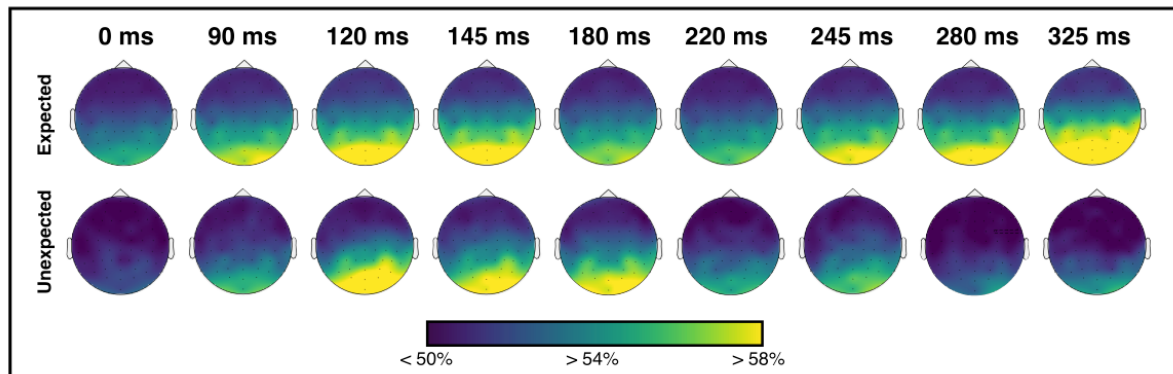 0 ms 90 ms 120 ms 145 ms 180 ms 220 ms 245 ms 280 ms 325 ms
Expected
Unexpected
< 50% > 54% > 58%